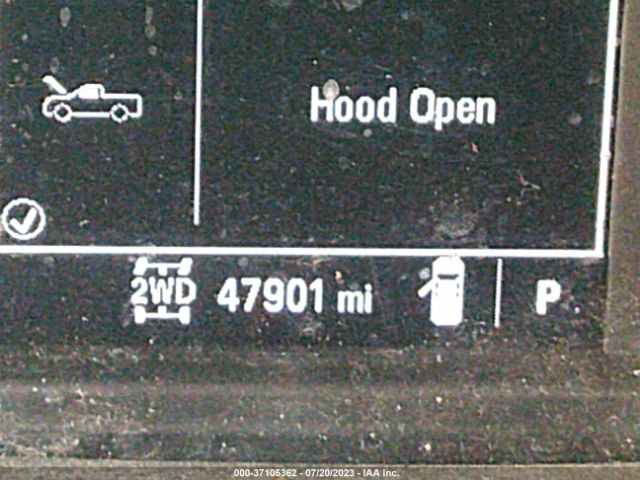 Hood Open
2WD 47901 mi P
000-37105362 - 07/20/2023 - IAA Inc.